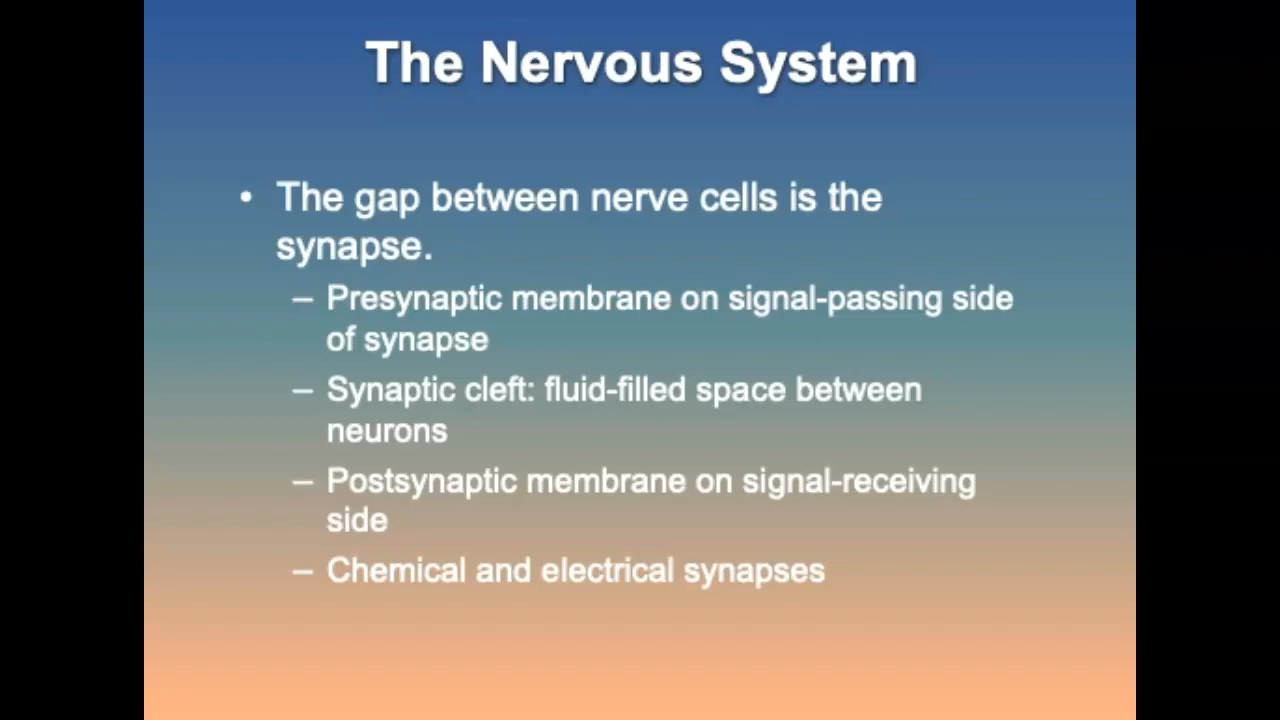 The Nervous System
• The gap between nerve cells is the
synapse.
– Presynaptic membrane on signal-passing side
of synapse
– Synaptic cleft: fluid-filled space between
neurons
– Postsynaptic membrane on signal-receiving
side
– Chemical and electrical synapses